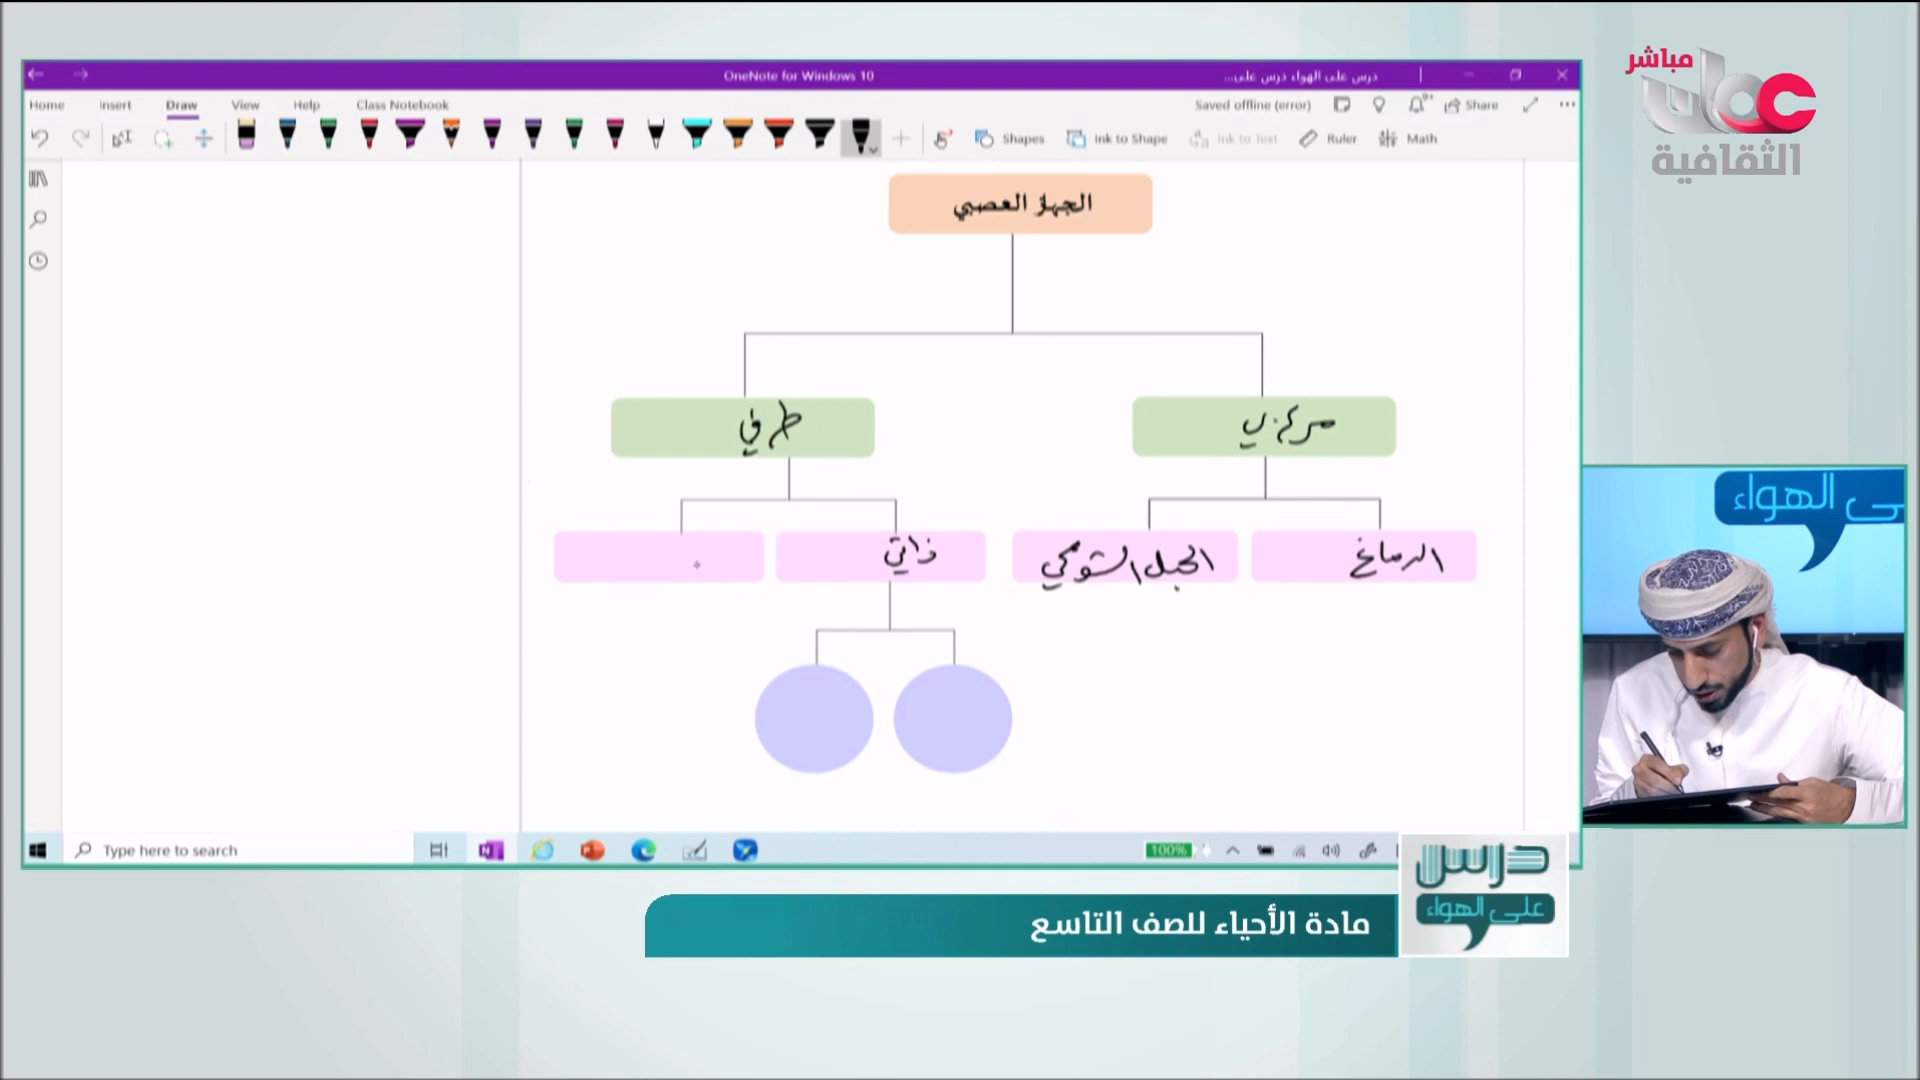 OneNote for Windows 10
درس على الهواء درس على...
Home Insert Draw View Help Class Notebook
Saved offline (error)
Share
Shapes
Ink to Shape
Ink to Text
Ruler
Math
مباشر
عمان
الثقافية
الجهاز العصبي
مركزي
طرفي
الدماغ
الحبل الشوكي
ذاتي
على الهواء
Type here to search
100%
درس
على الهواء
مادة الأحياء للصف التاسع